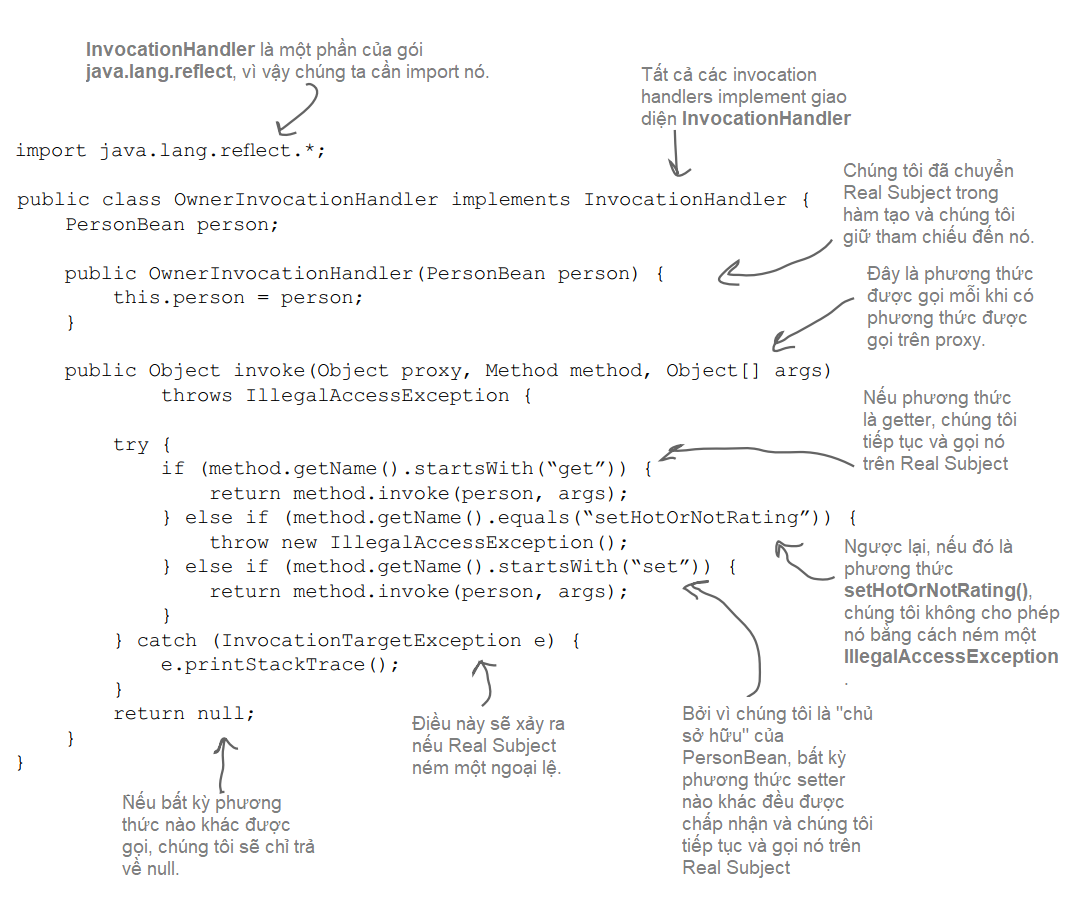 InvocationHandler là một phần của gói
java.lang.reflect, vì vậy chúng ta cần import nó.
Tất cả các invocation
handlers implement giao
diện InvocationHandler
import java.lang.reflect.*;
public class OwnerInvocationHandler implements InvocationHandler {
PersonBean person;
Chúng tôi đã chuyển
Real Subject trong
hàm tạo và chúng tôi
giữ tham chiếu đến nó.
public OwnerInvocationHandler(PersonBean person) {
this.person = person;
}
Đây là phương thức
được gọi mỗi khi có
phương thức được
gọi trên proxy.
public Object invoke(Object proxy, Method method, Object[] args)
throws IllegalAccessException {
Nếu phương thức
là getter, chúng tôi
tiếp tục và gọi nó
trên Real Subject
try {
if (method.getName().startsWith(“get”)) {
return method.invoke(person, args);
} else if (method.getName().equals(“setHotOrNotRating”)) {
throw new IllegalAccessException();
} else if (method.getName().startsWith(“set”)) {
return method.invoke(person, args);
}
} catch (InvocationTargetException e) {
e.printStackTrace();
}
return null;
}
}
Ngược lại, nếu đó là
phương thức
setHotOrNotRating(),
chúng tôi không cho phép
nó bằng cách ném một
IllegalAccessException
.
Điều này sẽ xảy ra
nếu Real Subject
ném một ngoại lệ.
Bởi vì chúng tôi là "chủ
sở hữu" của
PersonBean, bất kỳ
phương thức setter
nào khác đều được
chấp nhận và chúng tôi
tiếp tục và gọi nó trên
Real Subject
Nếu bất kỳ phương
thức nào khác được
gọi, chúng tôi sẽ chỉ trả
về null.